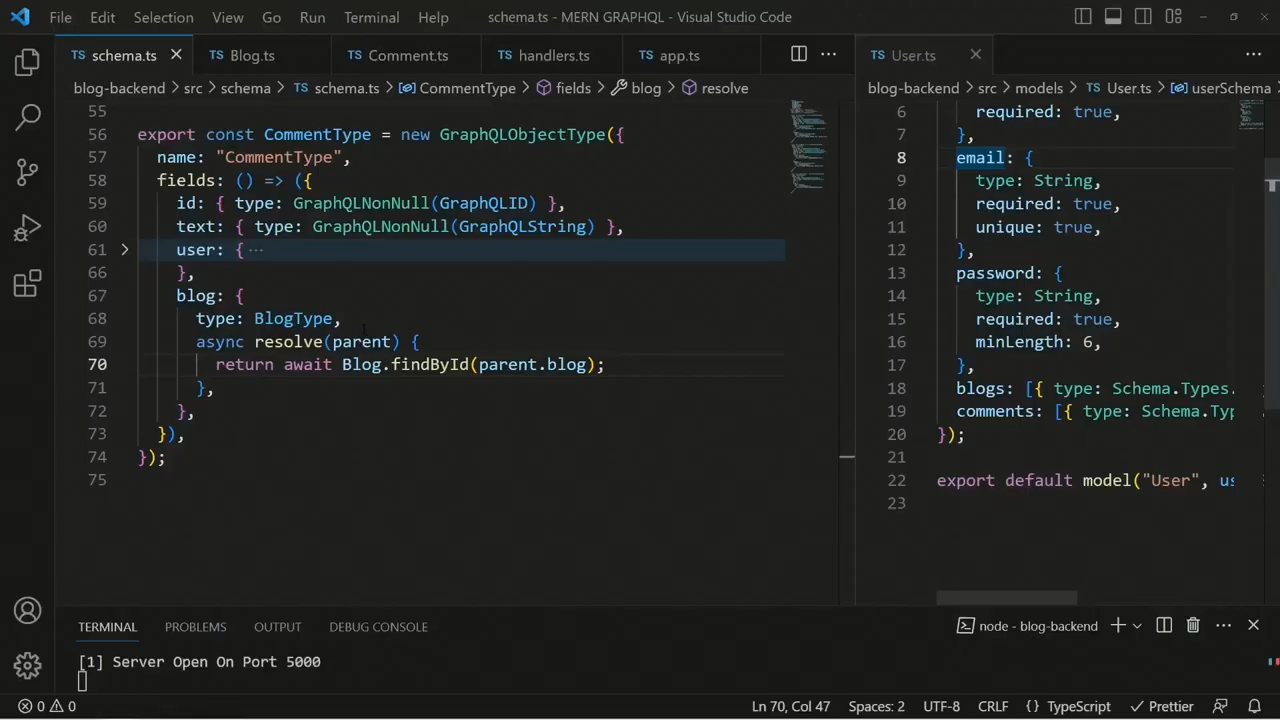 File Edit Selection View Go Run Terminal Help schema.ts - MERN GRAPHQL - Visual Studio Code
TS schema.ts TS Blog.ts TS Comment.ts TS handlers.ts TS app.ts
blog-backend > src > schema > TS schema.ts > CommentType > fields > blog > resolve
55
56 export const CommentType = new GraphQLObjectType({
57 name: "CommentType",
58 fields: () => ({
59 id: { type: GraphQLNonNull(GraphQLID) },
60 text: { type: GraphQLNonNull(GraphQLString) },
61 user: { ...
66 },
67 blog: {
68 type: BlogType,
69 async resolve(parent) {
70 return await Blog.findById(parent.blog);
71 },
72 },
73 }),
74 });
75
TS User.ts
blog-backend > src > models > TS User.ts > userSchema
6 required: true,
7 },
8 email: {
9 type: String,
10 required: true,
11 unique: true,
12 },
13 password: {
14 type: String,
15 required: true,
16 minLength: 6,
17 },
18 blogs: [{ type: Schema.Types.
19 comments: [{ type: Schema.Typ
20 });
21
22 export default model("User", us
23
TERMINAL PROBLEMS OUTPUT DEBUG CONSOLE node - blog-backend
[1] Server Open On Port 5000
0 0 Ln 70, Col 47 Spaces: 2 UTF-8 CRLF {} TypeScript Prettier